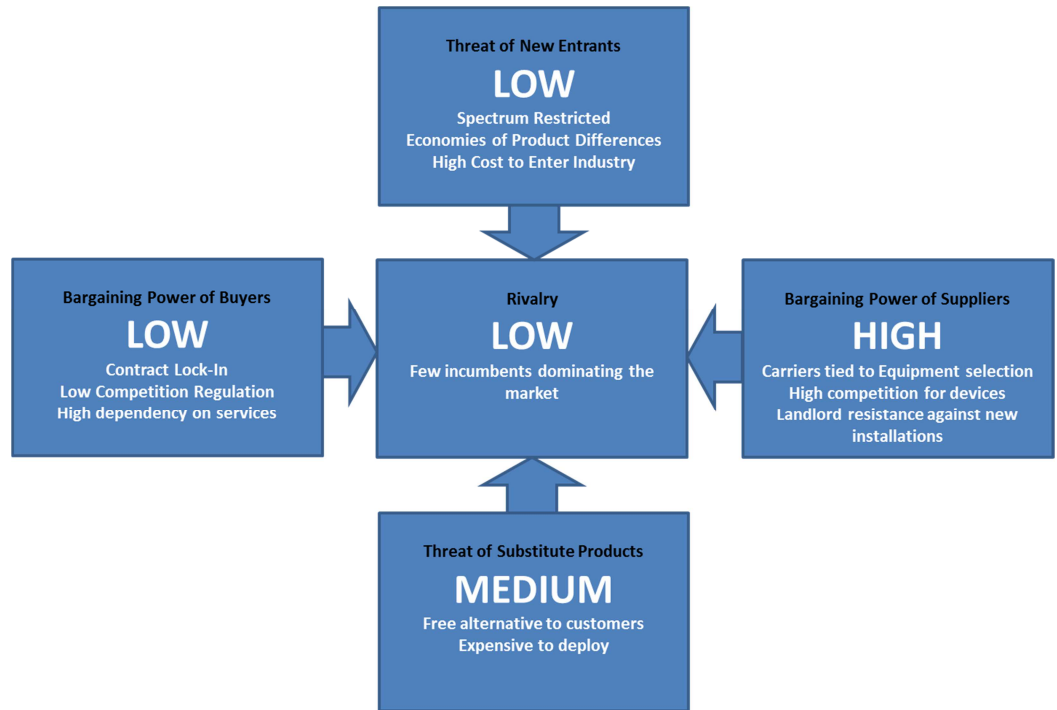 Threat of New Entrants
LOW
Spectrum Restricted
Economies of Product Differences
High Cost to Enter Industry
Bargaining Power of Buyers
LOW
Contract Lock-In
Low Competition Regulation
High dependency on services
Rivalry
LOW
Few incumbents dominating the
market
Bargaining Power of Suppliers
HIGH
Carriers tied to Equipment selection
High competition for devices
Landlord resistance against new
installations
Threat of Substitute Products
MEDIUM
Free alternative to customers
Expensive to deploy